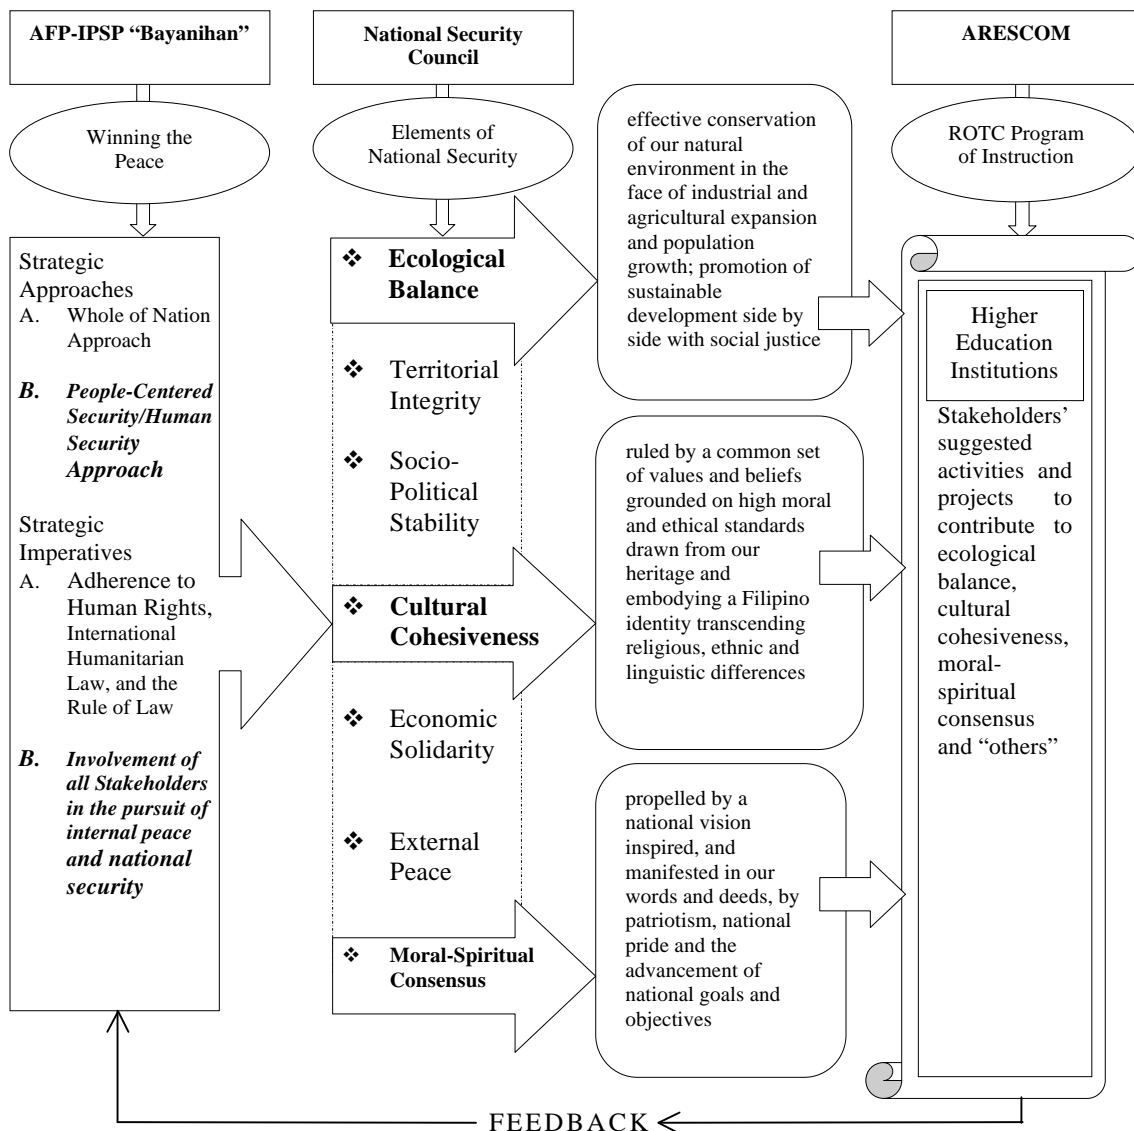 AFP-IPSP “Bayanihan”
Winning the
Peace
Strategic
Approaches
A. Whole of Nation
Approach
B. People-Centered
Security/Human
Security
Approach
Strategic
Imperatives
A. Adherence to
Human Rights,
International
Humanitarian
Law, and the
Rule of Law
B. Involvement of
all Stakeholders
in the pursuit of
internal peace
and national
security
National Security
Council
Elements of
National Security
❖ Ecological
Balance
❖ Territorial
Integrity
❖ Socio-
Political
Stability
❖ Cultural
Cohesiveness
❖ Economic
Solidarity
❖ External
Peace
❖ Moral-Spiritual
Consensus
effective conservation
of our natural
environment in the
face of industrial and
agricultural expansion
and population
growth; promotion of
sustainable
development side by
side with social justice
ruled by a common set
of values and beliefs
grounded on high moral
and ethical standards
drawn from our
heritage and
embodying a Filipino
identity transcending
religious, ethnic and
linguistic differences
propelled by a
national vision
inspired, and
manifested in our
words and deeds, by
patriotism, national
pride and the
advancement of
national goals and
objectives
ARESCOM
ROTC Program
of Instruction
Higher
Education
Institutions
Stakeholders’
suggested
activities and
projects to
contribute to
ecological
balance,
cultural
cohesiveness,
moral-
spiritual
consensus
and “others”
FEEDBACK